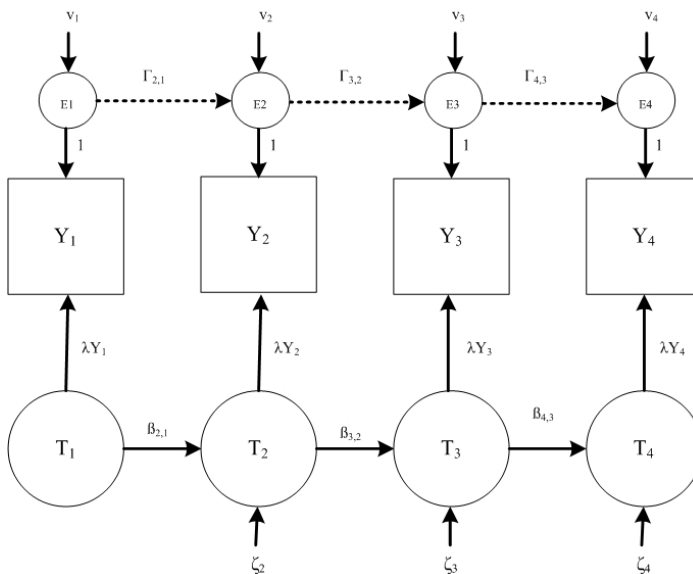 v₁ v₂ v₃ v₄
Γ₂,₁ Γ₃,₂ Γ₄,₃
E1 E2 E3 E4
1 1 1 1
Y₁ Y₂ Y₃ Y₄
λY₁ λY₂ λY₃ λY₄
ß₂,₁ ß₃,₂ ß₄,₃
T₁ T₂ T₃ T₄
ζ₂ ζ₃ ζ₄